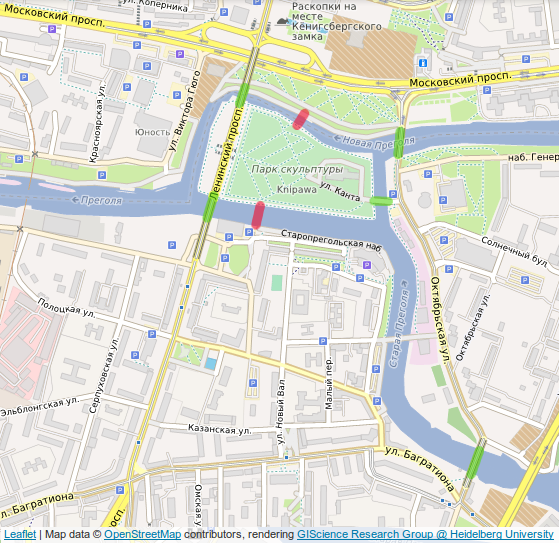 ул. Коперника
Московский просп.
Раскопки на
месте
Кёнигсбергского
замка
Московский просп.
ул. Виктора Гюго
Красноярская ул.
Юность
Ленинский просп.
← Новая Преголя
наб. Генер
Парк скульптуры
Knipawa
ул. Канта
← Преголя
Старопрегольская наб
Солнечный бул.
Октябрьская ул.
Старая Преголя
Октябрьская ул.
Полоцкая ул.
Серпуховская ул.
Эльблонгская ул.
Казанская ул.
ул. Новый Вал
Малый пер.
ул. Багратиона
ул. Багратиона
Омская у
просп.
Leaflet | Map data © OpenStreetMap contributors, rendering GIScience Research Group @ Heidelberg University